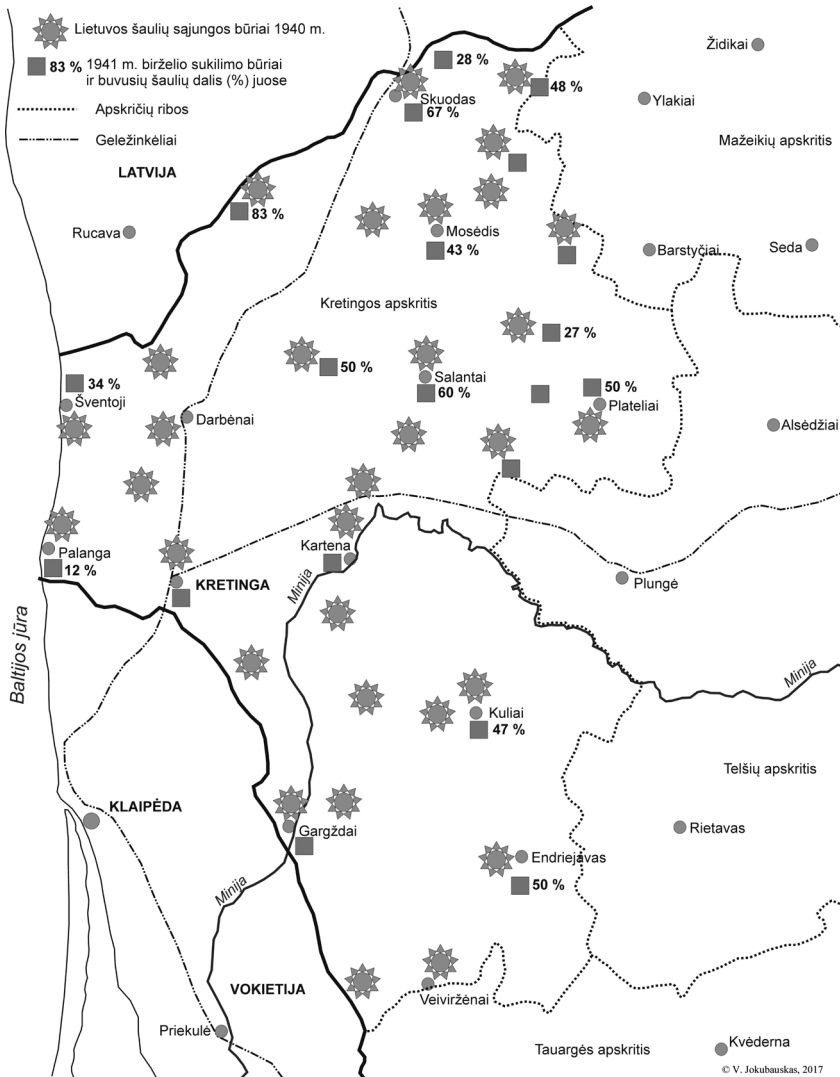 Lietuvos šaulių sąjungos būriai 1940 m.
83 % 1941 m. birželio sukilimo būriai
ir buvusių šaulių dalis (%) juose
Apskričių ribos
Geležinkėliai
LATVIJA
Rucava
28 %
48 %
Skuodas
67 %
Židikai
Ylakiai
Mažeikių apskritis
83 %
Mosėdis
43 %
Barstyčiai
Seda
Kretingos apskritis
27 %
50 %
Salantai
60 %
50 %
Plateliai
Alsėdžiai
34 %
Šventoji
Darbėnai
Palanga
12 %
Kartena
KRETINGA
Minija
Plungė
Baltijos jūra
Minija
Kuliai
47 %
Telšių apskritis
KLAIPĖDA
Gargždai
Rietavas
Endriejavas
50 %
Minija
VOKIETIJA
Veiviržėnai
Priekulė
Tauargės apskritis
Kvėderna
© V. Jokubauskas, 2017